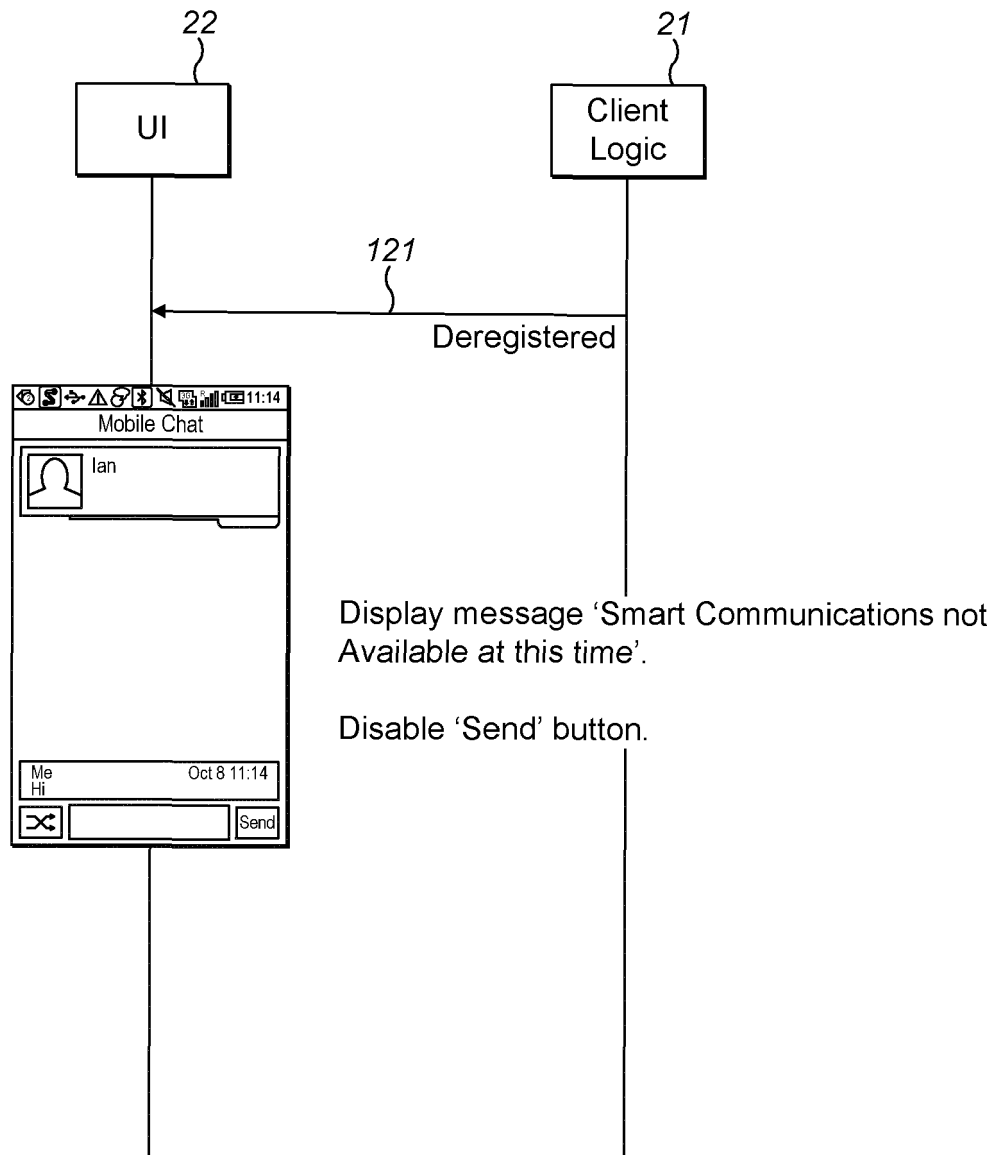 22
21
UI
Client
Logic
121
Deregistered
3G
R
11:14
Mobile Chat
Ian
Display message ‘Smart Communications not
Available at this time’.
Disable ‘Send’ button.
Me
Oct 8 11:14
Hi
Send